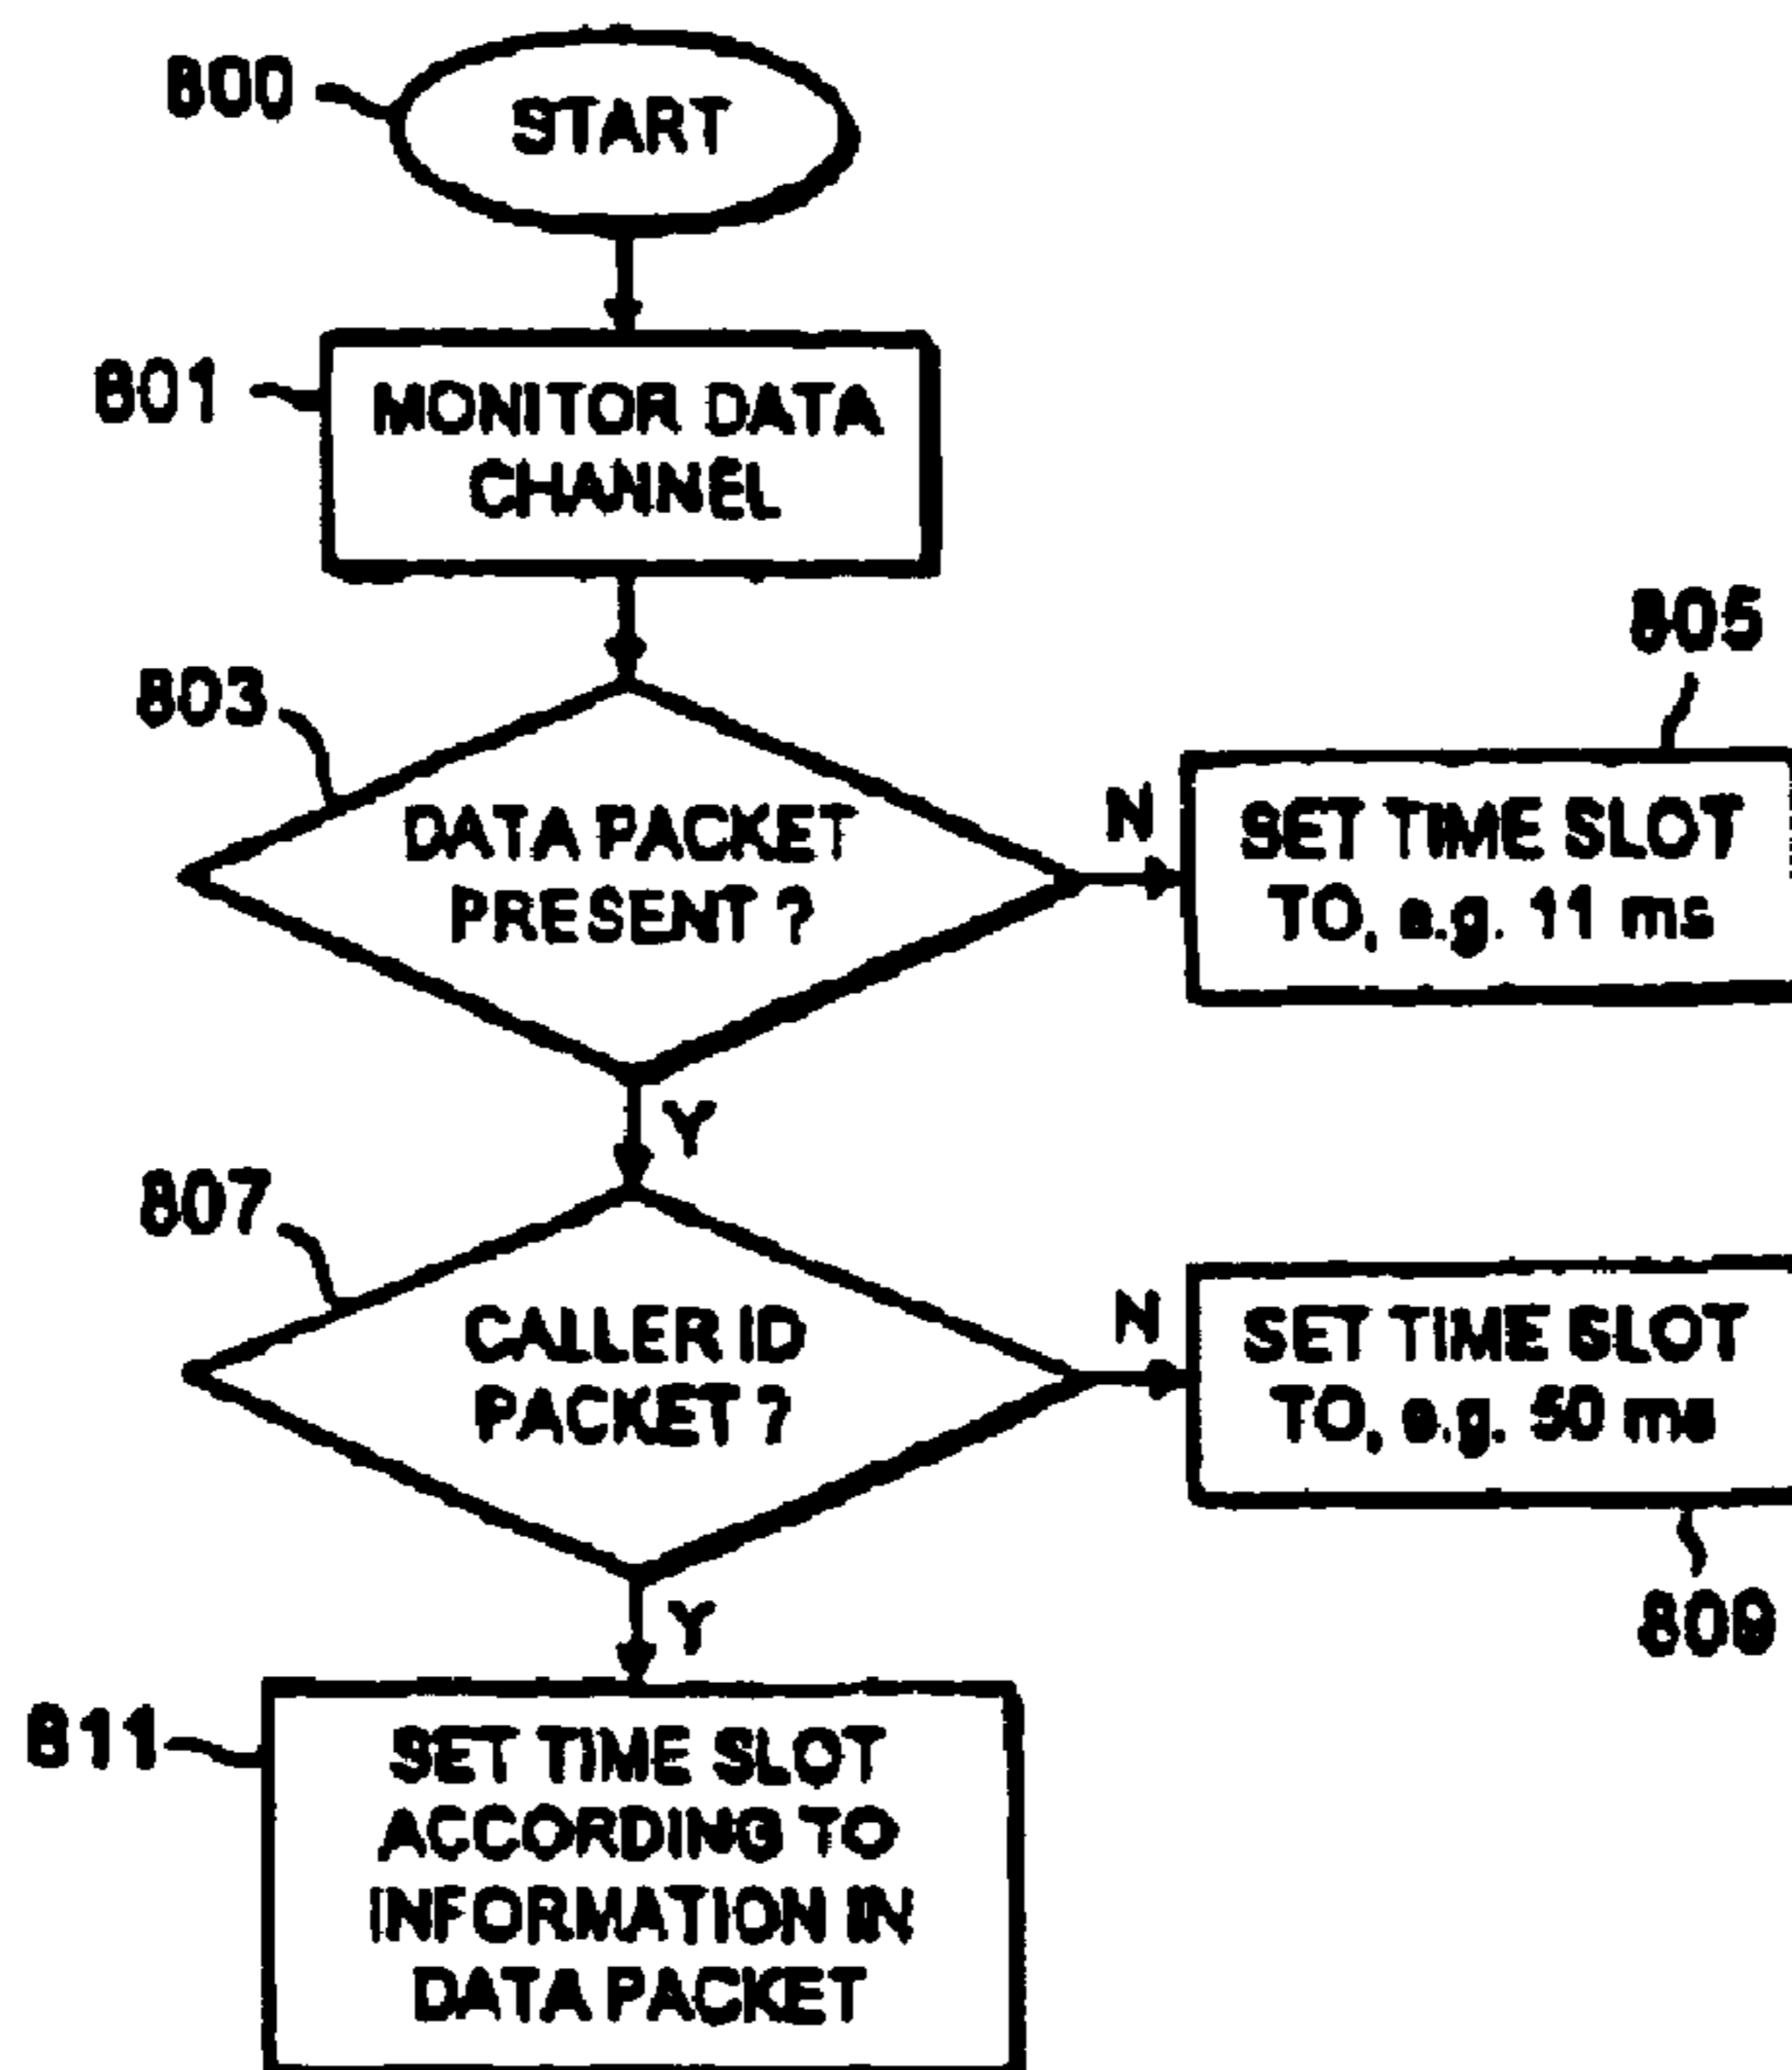 800
START
801
MONITOR DATA
CHANNEL
803
DATA PACKET
PRESENT ?
N
805
SET TIME SLOT
TO, e.g. 11 ms
Y
807
CALLER ID
PACKET ?
N
SET TIME SLOT
TO, e.g. 50 ms
809
Y
811
SET TIME SLOT
ACCORDING TO
INFORMATION IN
DATA PACKET